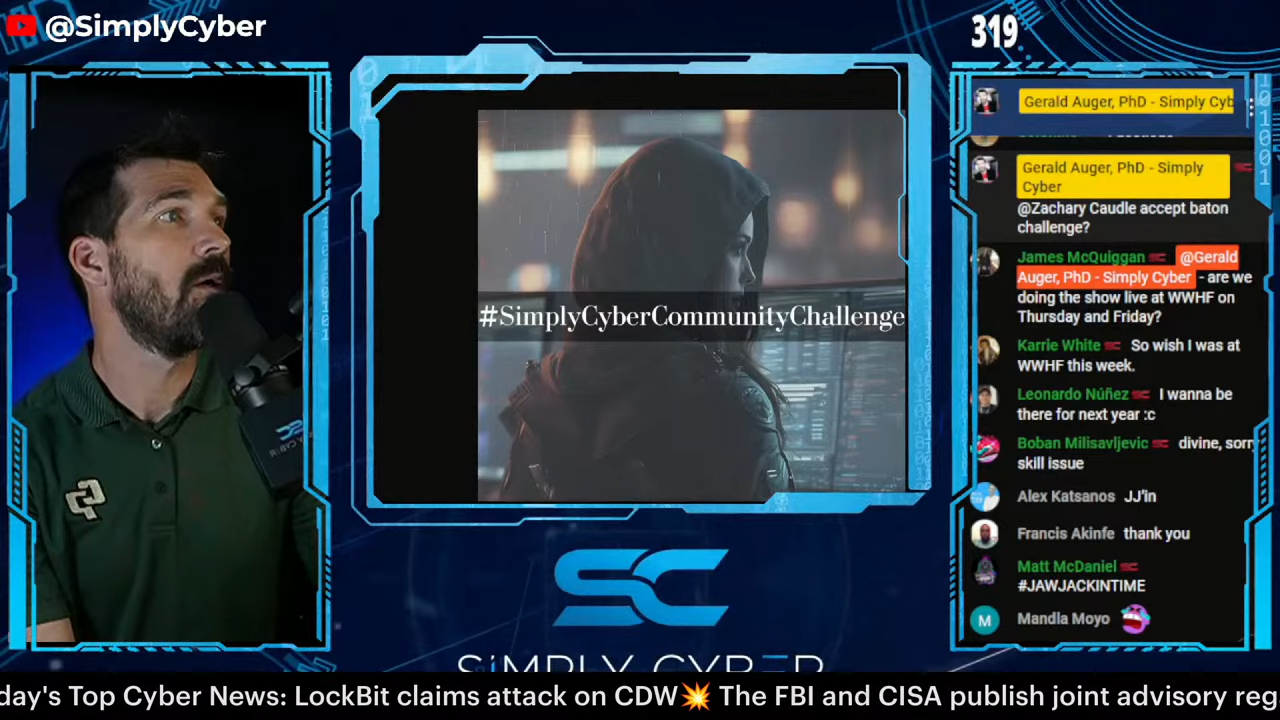 @SimplyCyber
319
Gerald Auger, PhD - Simply Cyb
Gerald Auger, PhD - Simply
Cyber
@Zachary Caudle accept baton
challenge?
James McQuiggan @Gerald
Auger, PhD - Simply Cyber - are we
doing the show live at WWHF on
Thursday and Friday?
Karrie White So wish I was at
WWHF this week.
Leonardo Núñez I wanna be
there for next year :c
Boban Milisavljevic divine, sorry
skill issue
Alex Katsanos JJ'in
Francis Akinfe thank you
Matt McDaniel
#JAWJACKINTIME
M Mandla Moyo
#SimplyCyberCommunityChallenge
SC
SIMPLY CYBER
day's Top Cyber News: LockBit claims attack on CDW💥 The FBI and CISA publish joint advisory reg